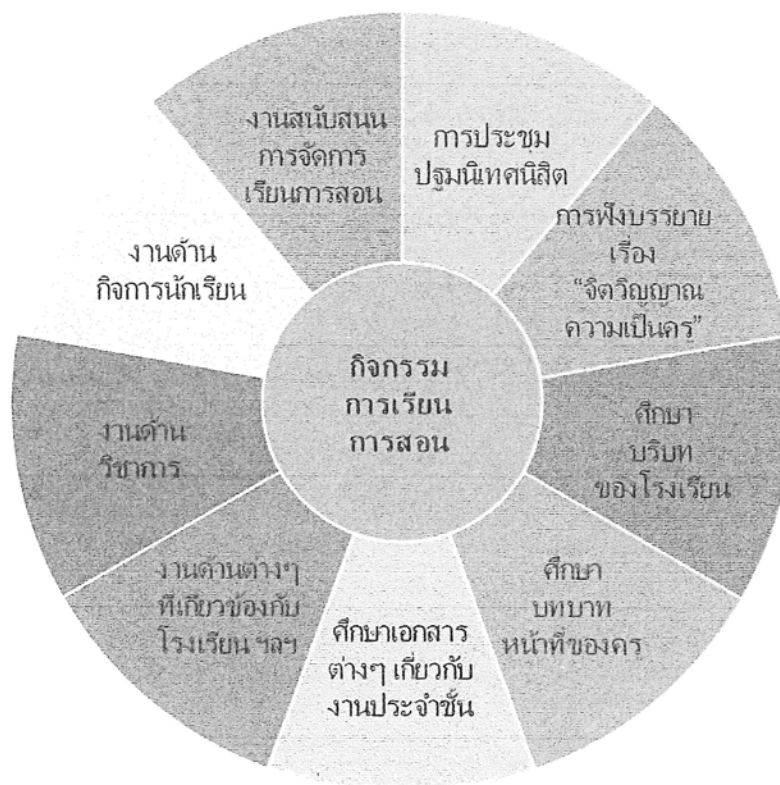 งานสนับสนุน
การจัดการ
เรียนการสอน
การประชุม
ปฐมนิเทศนิสิต
การฟังบรรยาย
เรื่อง
“จิตวิญญาณ
ความเป็นครู”
ศึกษา
บริบท
ของโรงเรียน
ศึกษา
บทบาท
หน้าที่ของครู
ศึกษาเอกสาร
ต่างๆ เกี่ยวกับ
งานประจำชั้น
งานด้านต่างๆ
ที่เกี่ยวข้องกับ
โรงเรียน ฯลฯ
งานด้าน
วิชาการ
งานด้าน
กิจการนักเรียน
กิจกรรม
การเรียน
การสอน